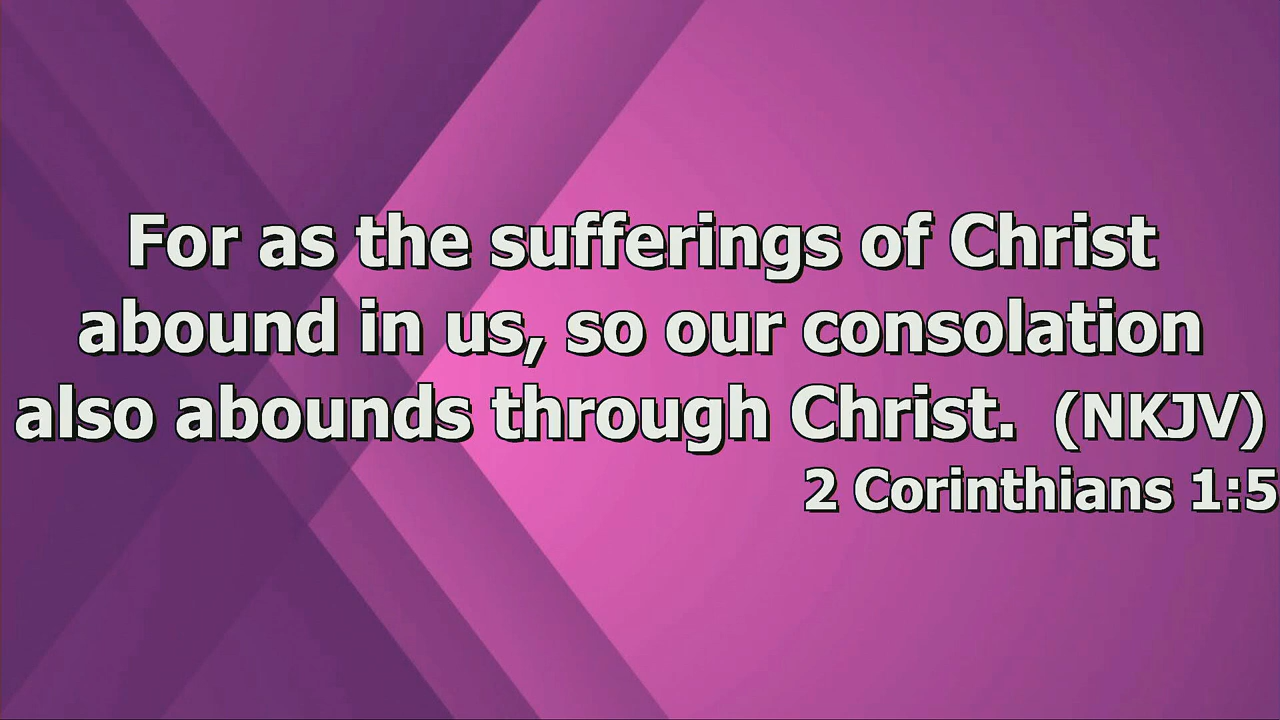 For as the sufferings of Christ
abound in us, so our consolation
also abounds through Christ. (NKJV)
2 Corinthians 1:5